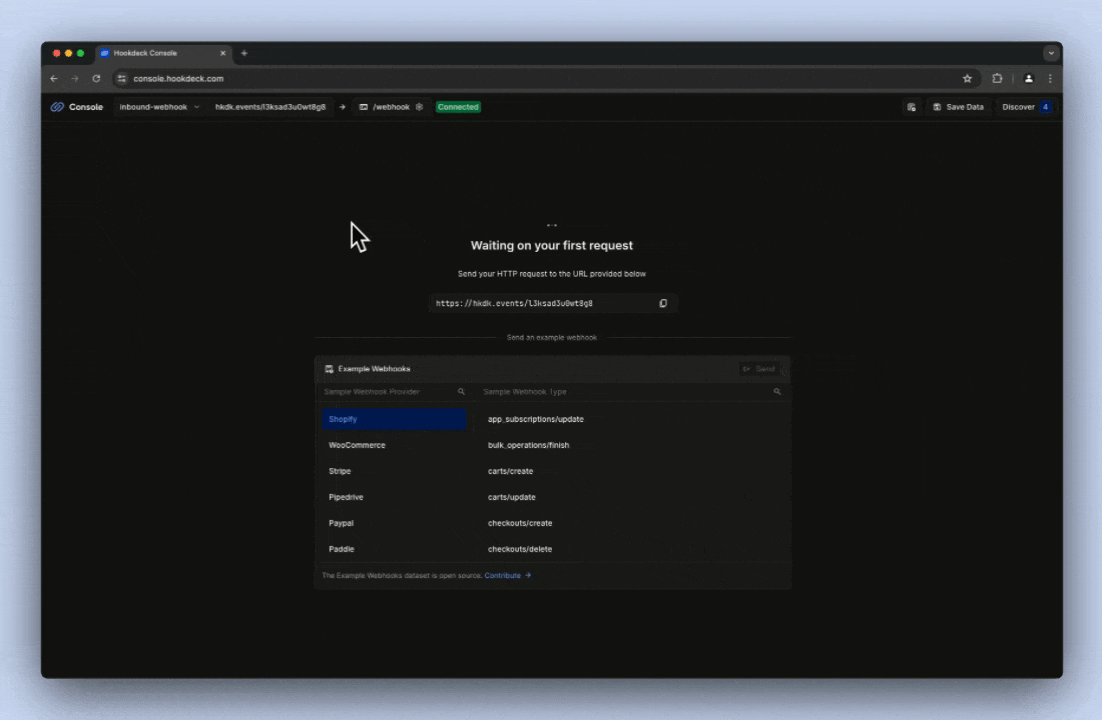 Hookdeck Console
console.hookdeck.com
Console inbound-webhook hkdk.events/l3ksad3u0wt8g8 → /webhook Connected Save Data Discover 4
Waiting on your first request
Send your HTTP request to the URL provided below
https://hkdk.events/l3ksad3u0wt8g8
Send an example webhook
Example Webhooks Send
Sample Webhook Provider Sample Webhook Type
Shopify app_subscriptions/update
WooCommerce bulk_operations/finish
Stripe carts/create
Pipedrive carts/update
Paypal checkouts/create
Paddle checkouts/delete
The Example Webhooks dataset is open source. Contribute →